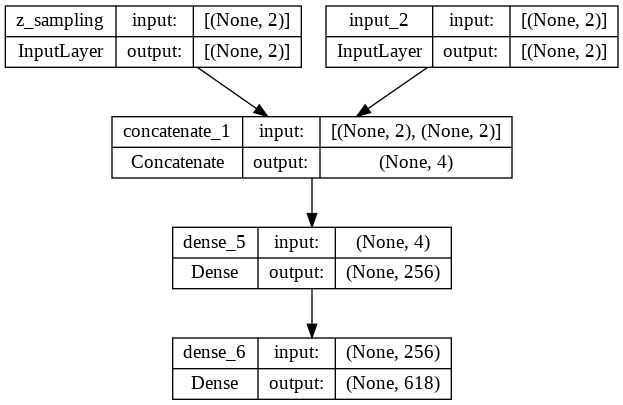 z_sampling input: [(None, 2)] input_2 input: [(None, 2)]
InputLayer output: [(None, 2)] InputLayer output: [(None, 2)]
concatenate_1 input: [(None, 2), (None, 2)]
Concatenate output: (None, 4)
dense_5 input: (None, 4)
Dense output: (None, 256)
dense_6 input: (None, 256)
Dense output: (None, 618)